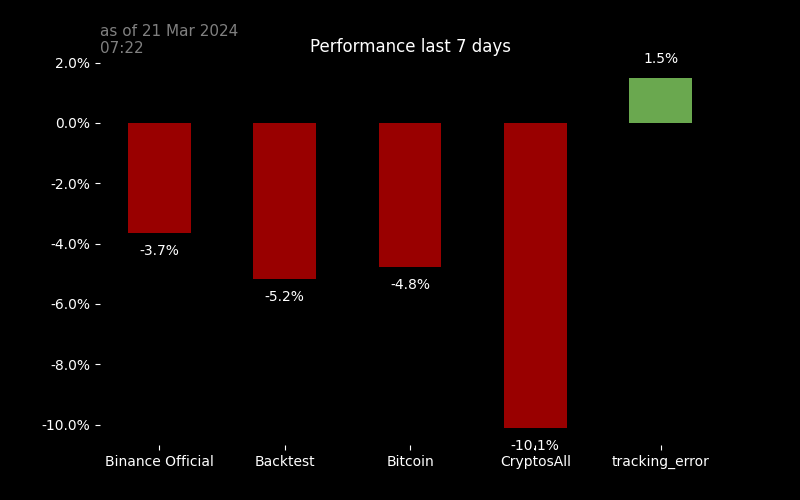 as of 21 Mar 2024
07:22
Performance last 7 days
2.0%
0.0%
-2.0%
-4.0%
-6.0%
-8.0%
-10.0%
-3.7%
-5.2%
-4.8%
-10.1%
1.5%
Binance Official
Backtest
Bitcoin
CryptosAll
tracking_error